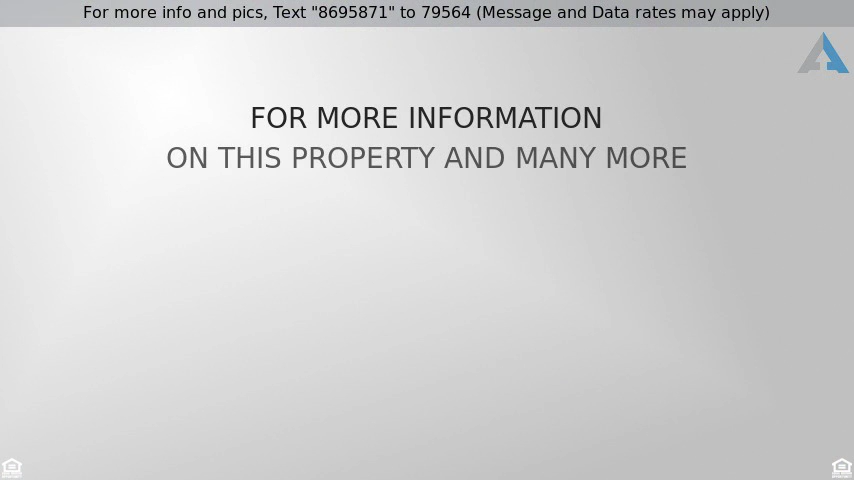 For more info and pics, Text "8695871" to 79564 (Message and Data rates may apply)
FOR MORE INFORMATION
ON THIS PROPERTY AND MANY MORE